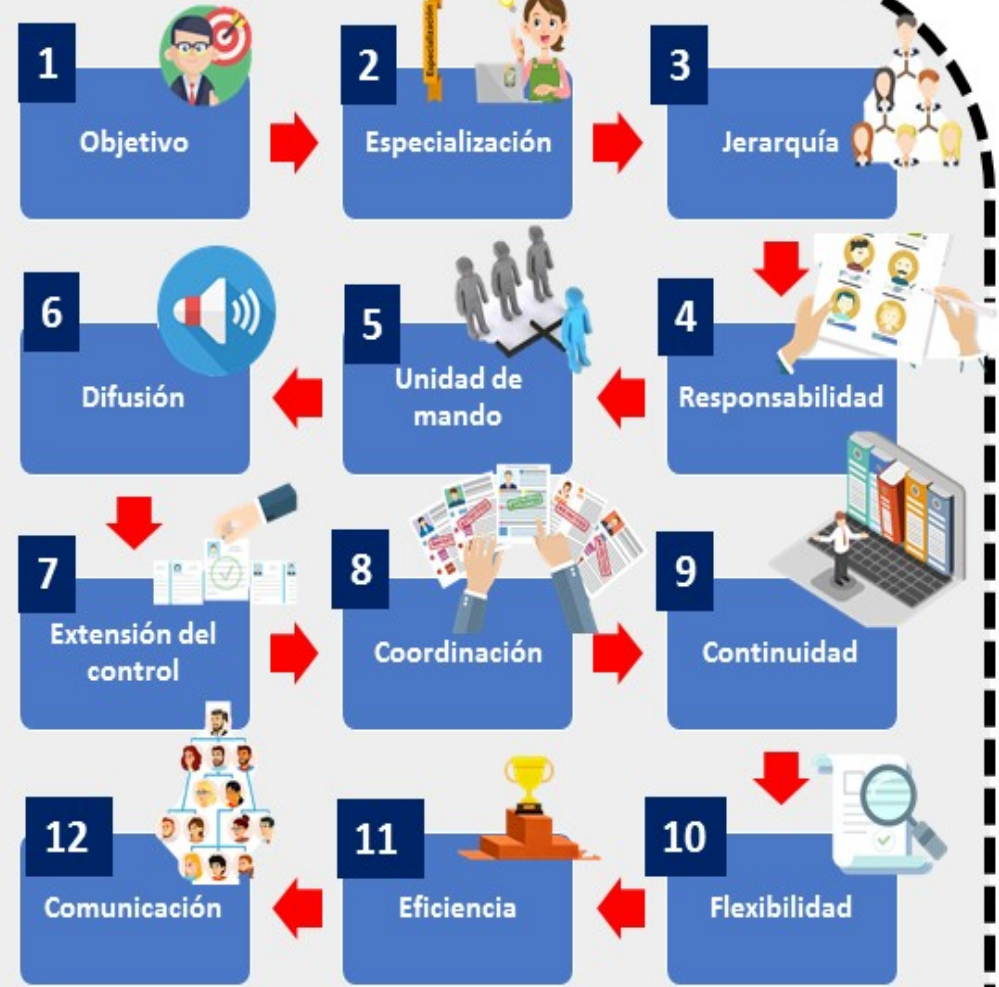 1
Objetivo
2
Especialización
Especialización
3
Jerarquía
4
Responsabilidad
5
Unidad de
mando
6
Difusión
7
Extensión del
control
8
Coordinación
9
Continuidad
10
Flexibilidad
11
Eficiencia
12
Comunicación